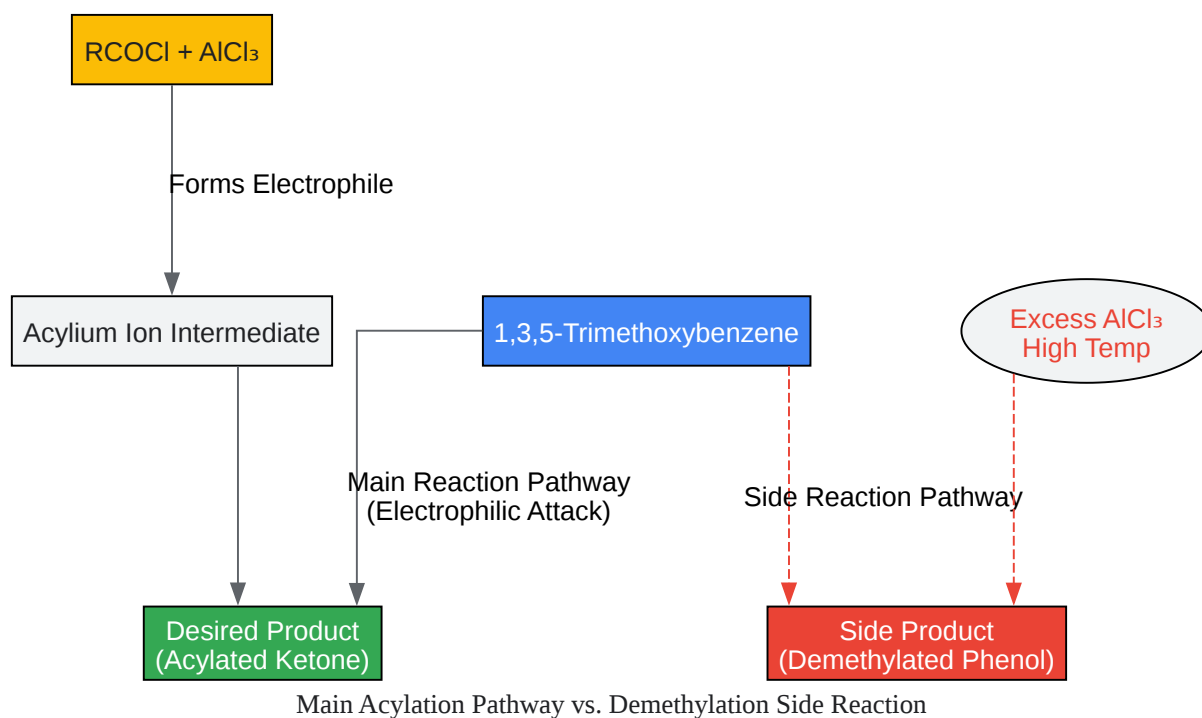 RCOCl + AlCl₃
Forms Electrophile
Acylium Ion Intermediate
1,3,5-Trimethoxybenzene
Excess AlCl₃
High Temp
Main Reaction Pathway
(Electrophilic Attack)
Side Reaction Pathway
Desired Product
(Acylated Ketone)
Side Product
(Demethylated Phenol)
Main Acylation Pathway vs. Demethylation Side Reaction